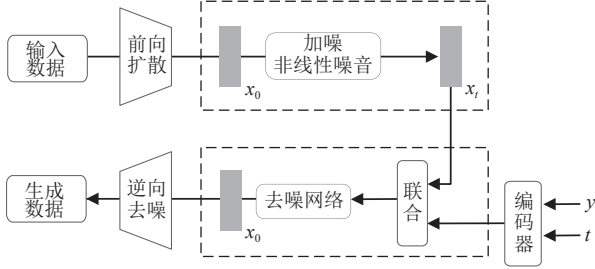 输入
数据
前向
扩散
x₀
加噪
非线性噪音
xₜ
生成
数据
逆向
去噪
x₀
去噪网络
联
合
编
码
器
y
t